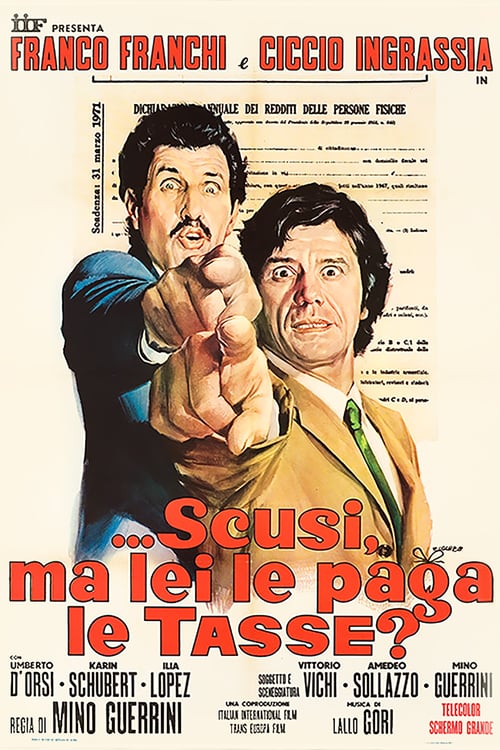 iif PRESENTA
FRANCO FRANCHI e CICCIO INGRASSIA
IN
DICHIARAZIONE ANNUALE DEI REDDITI DELLE PERSONE FISICHE
Scadenza: 31 marzo 1971
...Scusi,
ma lei le paga
le TASSE?
CON
UMBERTO D'ORSI · KARIN SCHUBERT · ILIA LOPEZ
SOGGETTO E SCENEGGIATURA VITTORIO VICHI · AMEDEO SOLLAZZO · MINO GUERRINI
REGIA DI MINO GUERRINI
UNA COPRODUZIONE
ITALIAN INTERNATIONAL FILM
TRANS EUROPA FILM
MUSICA DI
LALLO GORI
TELECOLOR
SCHERMO GRANDE